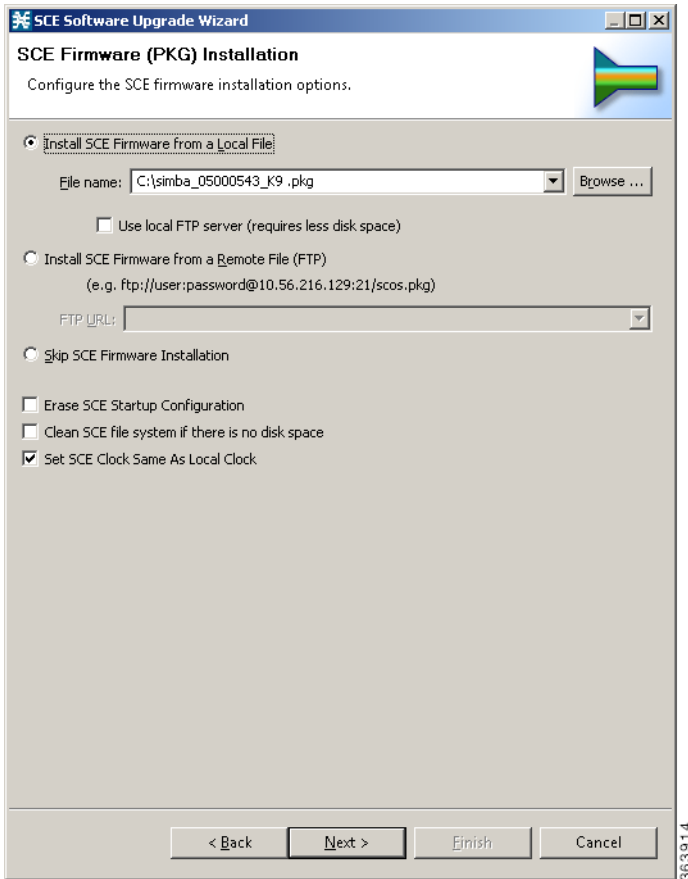 SCE Software Upgrade Wizard
SCE Firmware (PKG) Installation
Configure the SCE firmware installation options.
Install SCE Firmware from a Local File
File name: C:\simba_05000543_K9 .pkg Browse ...
Use local FTP server (requires less disk space)
Install SCE Firmware from a Remote File (FTP)
(e.g. ftp://user:password@10.56.216.129:21/scos.pkg)
FTP URL:
Skip SCE Firmware Installation
Erase SCE Startup Configuration
Clean SCE file system if there is no disk space
Set SCE Clock Same As Local Clock
< Back Next > Finish Cancel
363914